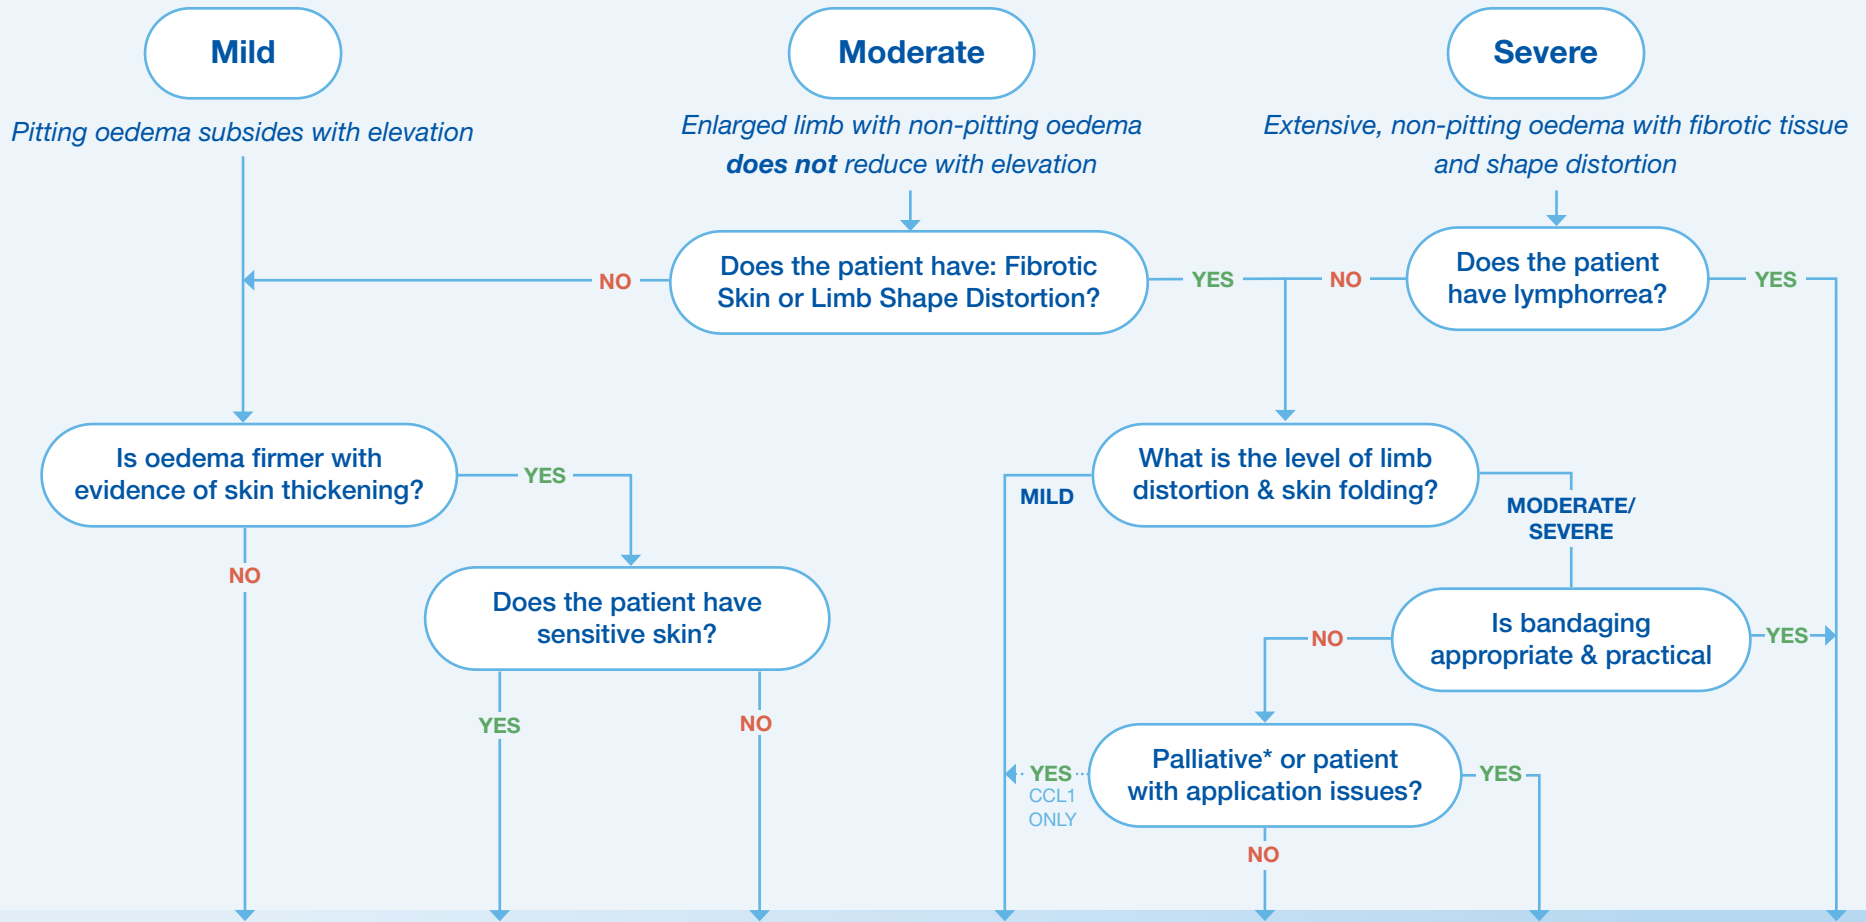 Mild
Moderate
Severe
Pitting oedema subsides with elevation
Enlarged limb with non-pitting oedema
does not reduce with elevation
Extensive, non-pitting oedema with fibrotic tissue
and shape distortion
NO
Does the patient have: Fibrotic
Skin or Limb Shape Distortion?
YES
NO
Does the patient
have lymphorrea?
YES
Is oedema firmer with
evidence of skin thickening?
YES
NO
Does the patient have
sensitive skin?
YES
NO
What is the level of limb
distortion & skin folding?
MILD
MODERATE/
SEVERE
Is bandaging
appropriate & practical
NO
YES
Palliative* or patient
with application issues?
YES
CCL1
ONLY
YES
NO